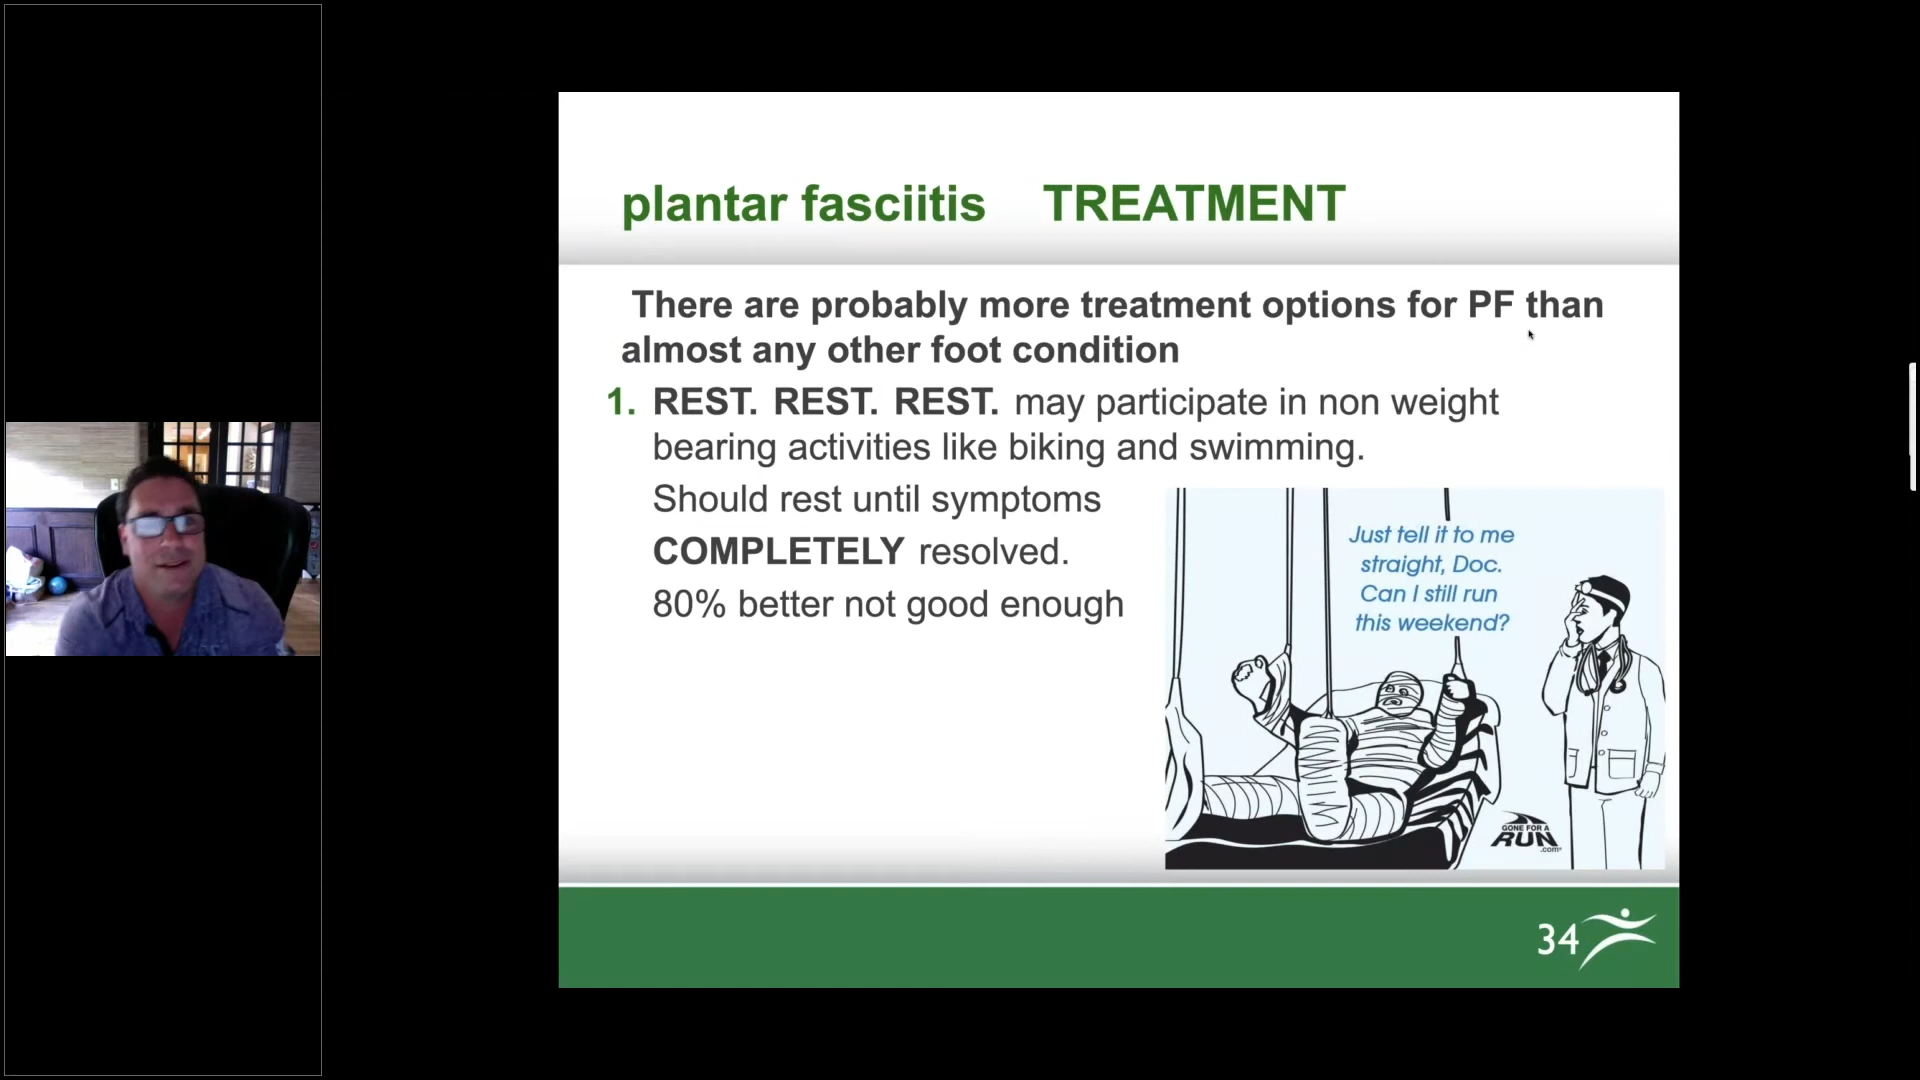 plantar fasciitis TREATMENT
There are probably more treatment options for PF than
almost any other foot condition
1. REST. REST. REST. may participate in non weight
bearing activities like biking and swimming.
Should rest until symptoms
COMPLETELY resolved.
80% better not good enough
Just tell it to me
straight, Doc.
Can I still run
this weekend?
GONE FOR A
RUN
.com
34